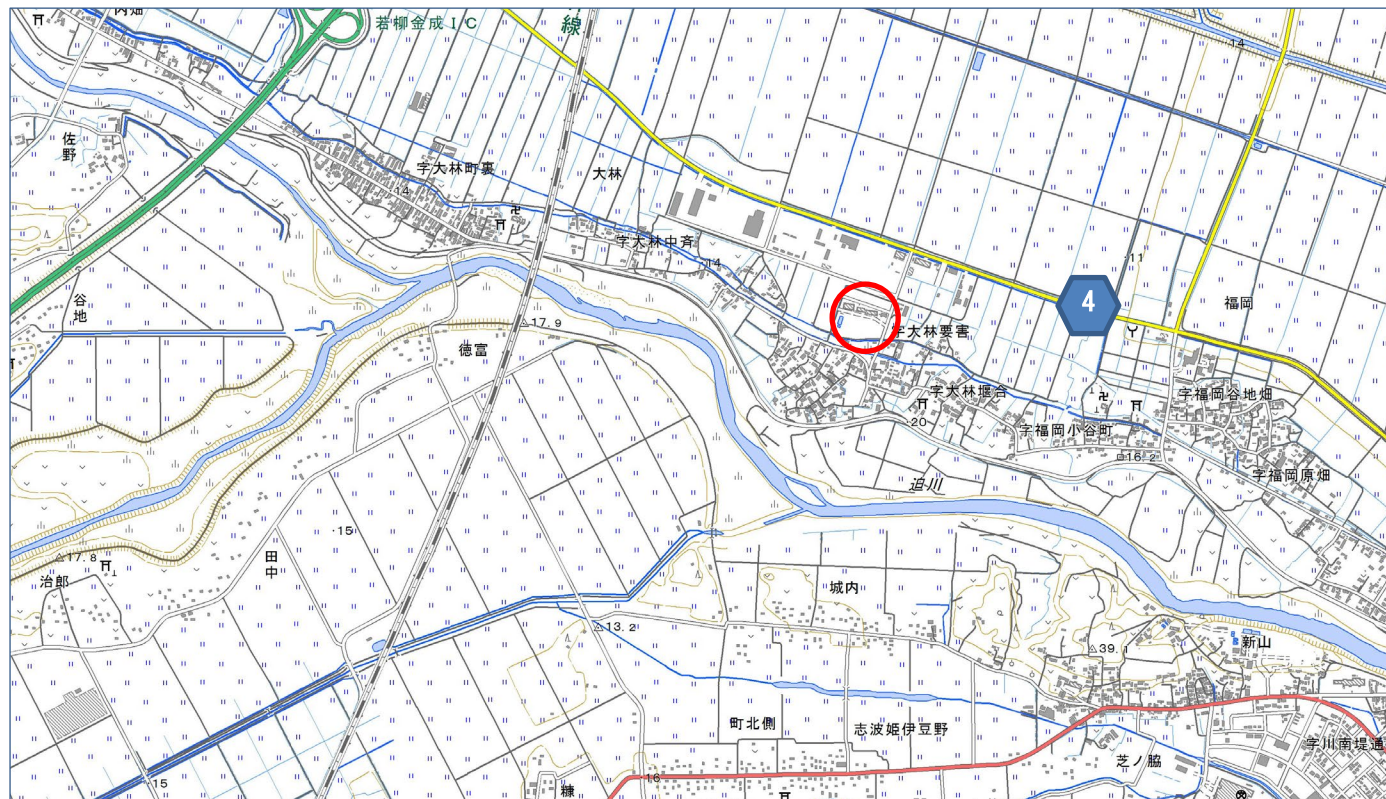 内畑
若柳金成ＩＣ
線
14
佐野
字大林町裏
大林
14
字大林中斉
14
11
4
福岡
谷地
17.9
徳富
字大林要害
字大林堰合
字福岡谷地畑
20
字福岡小谷町
16.2
字福岡原畑
迫川
15
17.8
治郎
田中
城内
13.2
39.1
新山
町北側
志波姫伊豆野
字川南堤通
芝ノ脇
15
16
糠